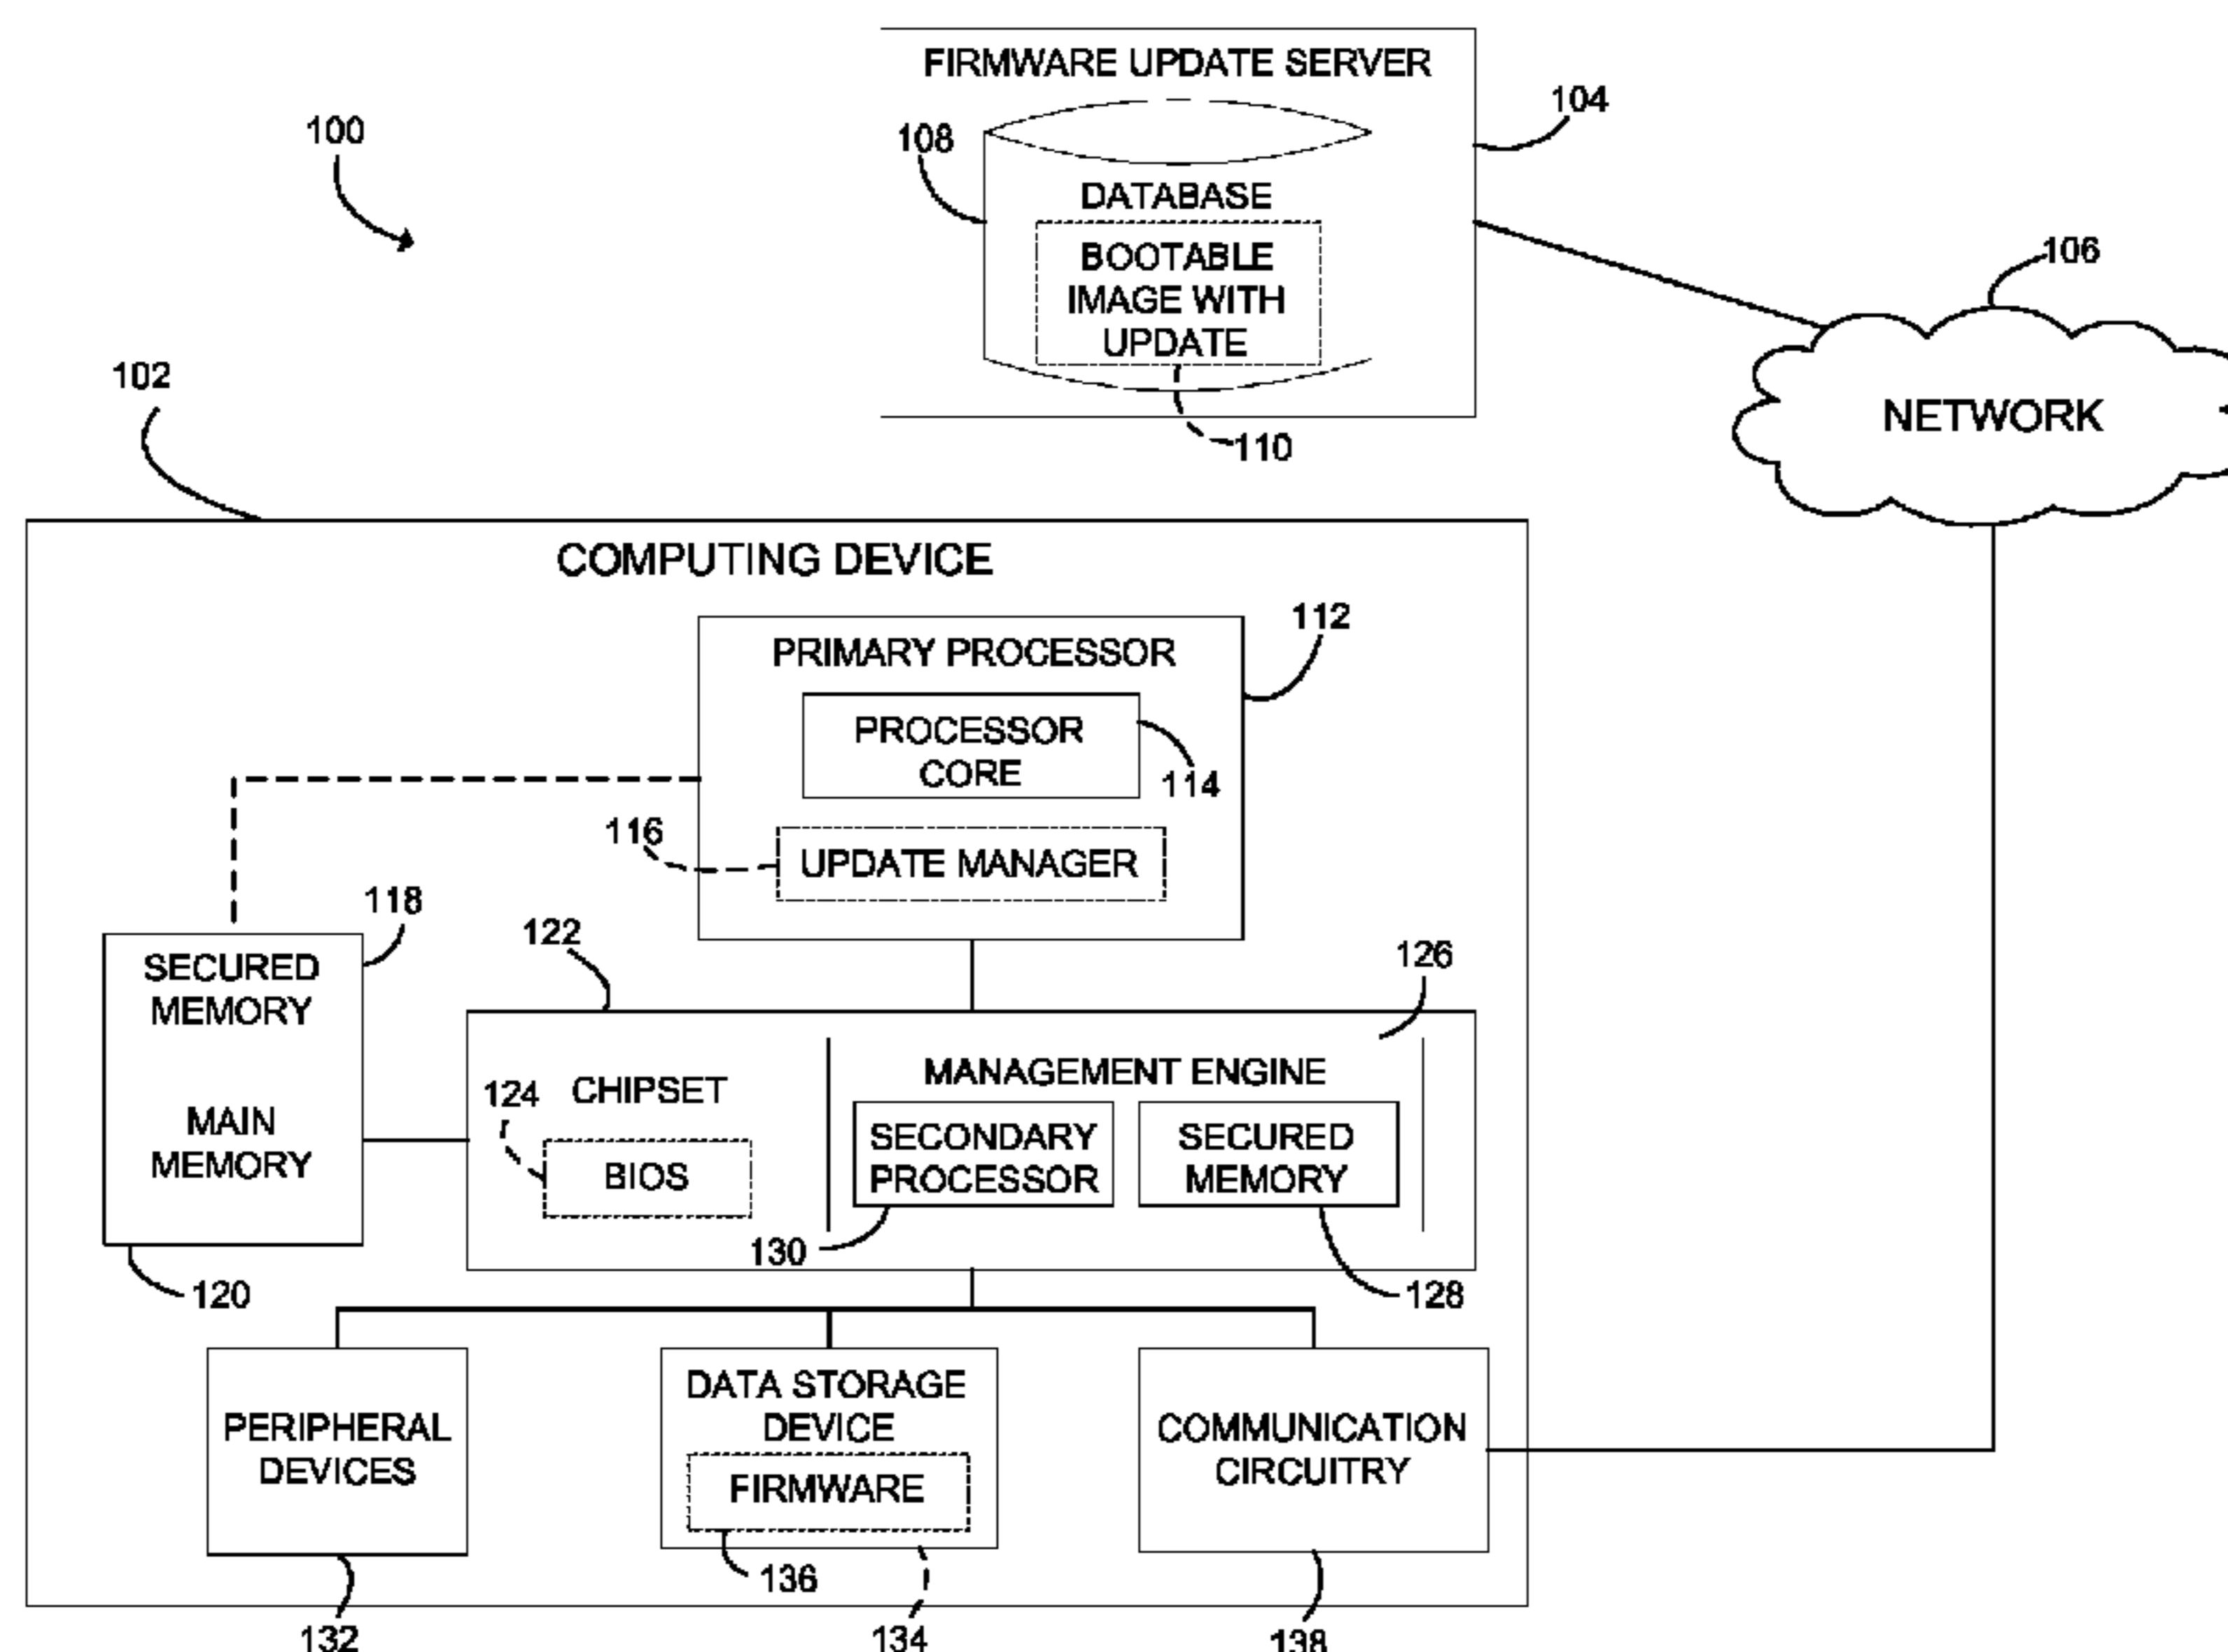 FIRMWARE UPDATE SERVER
104
100
108
DATABASE
BOOTABLE
IMAGE WITH
UPDATE
106
110
NETWORK
102
COMPUTING DEVICE
112
PRIMARY PROCESSOR
PROCESSOR
CORE
114
116
UPDATE MANAGER
118
122
126
SECURED
MEMORY
MAIN
MEMORY
120
CHIPSET
124
BIOS
MANAGEMENT ENGINE
SECONDARY
PROCESSOR
SECURED
MEMORY
130
128
PERIPHERAL
DEVICES
DATA STORAGE
DEVICE
FIRMWARE
COMMUNICATION
CIRCUITRY
136
132
134
138